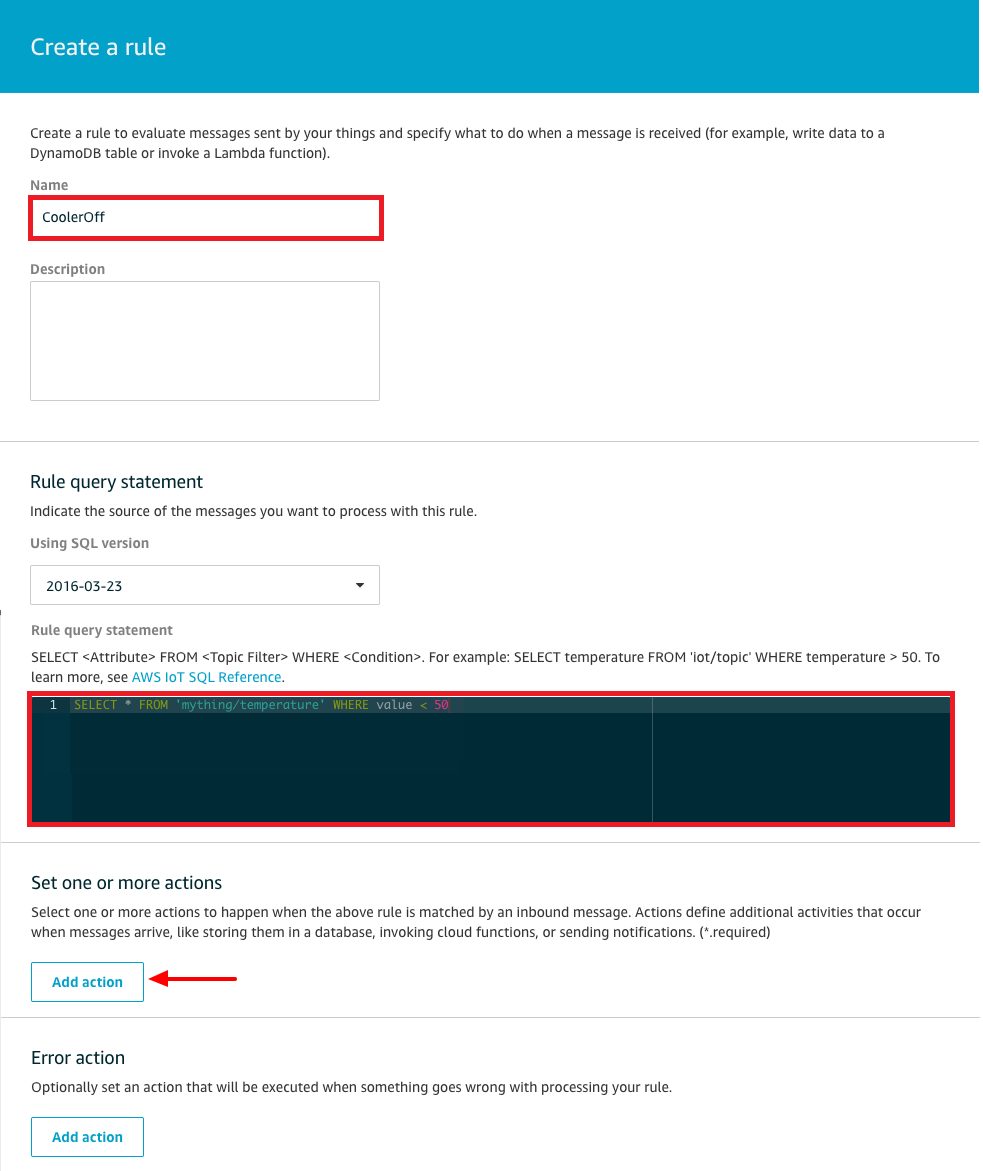 Create a rule
Create a rule to evaluate messages sent by your things and specify what to do when a message is received (for example, write data to a
DynamoDB table or invoke a Lambda function).
Name
CoolerOff
Description
Rule query statement
Indicate the source of the messages you want to process with this rule.
Using SQL version
2016-03-23
Rule query statement
SELECT <Attribute> FROM <Topic Filter> WHERE <Condition>. For example: SELECT temperature FROM 'iot/topic' WHERE temperature > 50. To
learn more, see AWS IoT SQL Reference.
1 SELECT * FROM 'mything/temperature' WHERE value < 50
Set one or more actions
Select one or more actions to happen when the above rule is matched by an inbound message. Actions define additional activities that occur
when messages arrive, like storing them in a database, invoking cloud functions, or sending notifications. (*.required)
Add action
Error action
Optionally set an action that will be executed when something goes wrong with processing your rule.
Add action